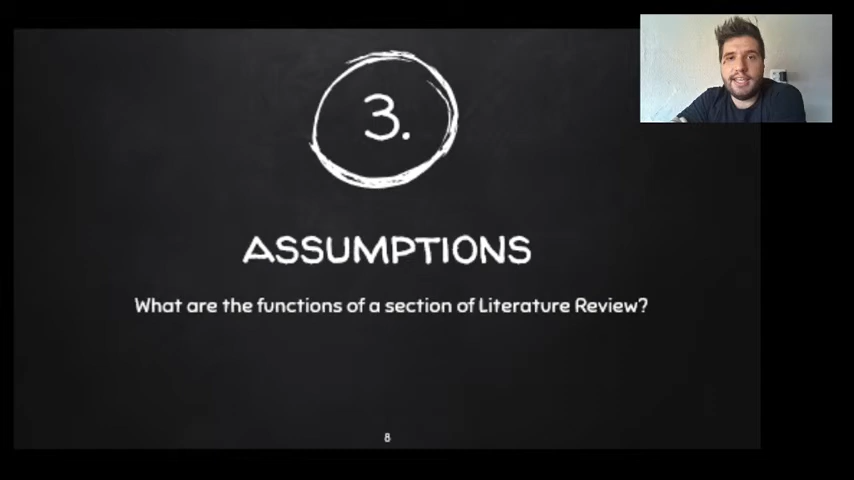 3.
ASSUMPTIONS
What are the functions of a section of Literature Review?
8